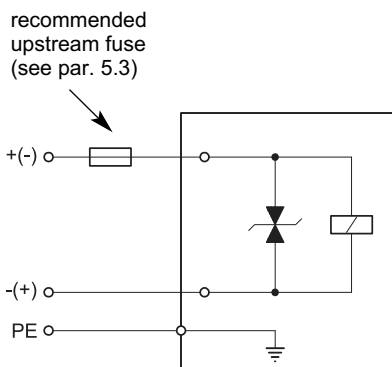 recommended
upstream fuse
(see par. 5.3)
+(-)
-(+)
PE